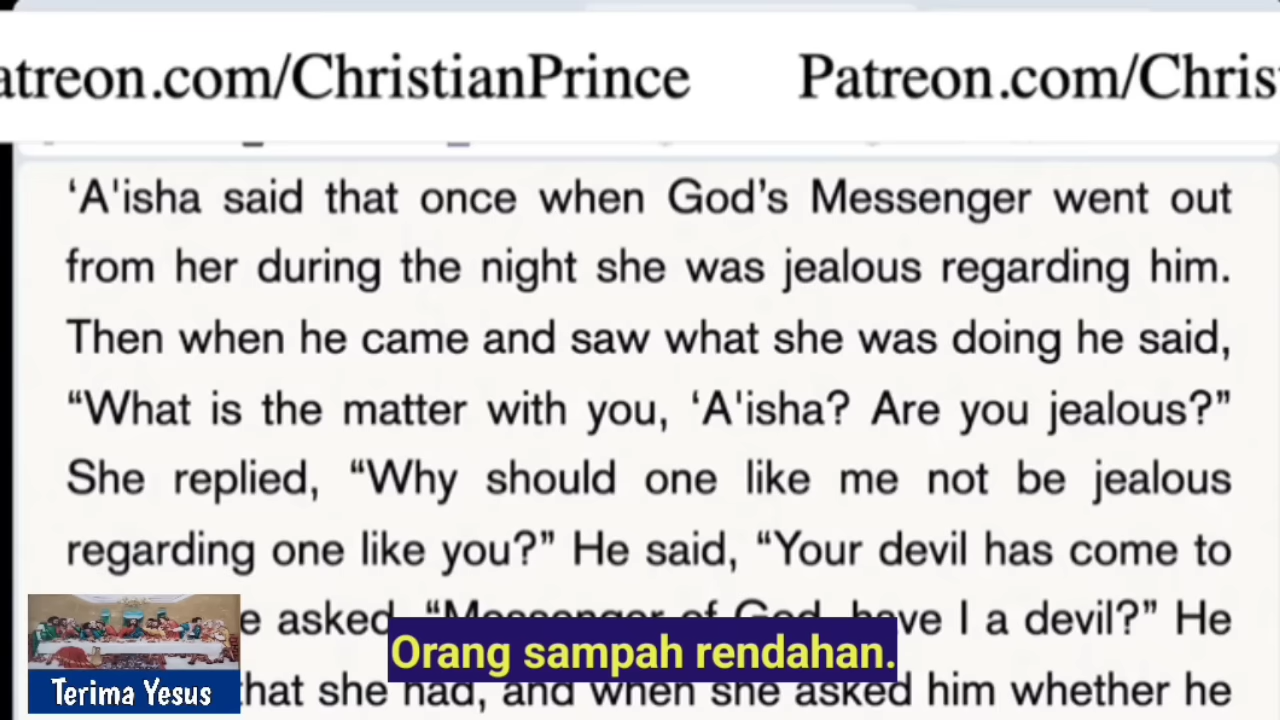 atreon.com/ChristianPrince Patreon.com/Chris
‘A'isha said that once when God’s Messenger went out
from her during the night she was jealous regarding him.
Then when he came and saw what she was doing he said,
“What is the matter with you, ‘A'isha? Are you jealous?”
She replied, “Why should one like me not be jealous
regarding one like you?” He said, “Your devil has come to
e asked, “Messenger of God, have I a devil?” He
Orang sampah rendahan.
that she had, and when she asked him whether he
Terima Yesus